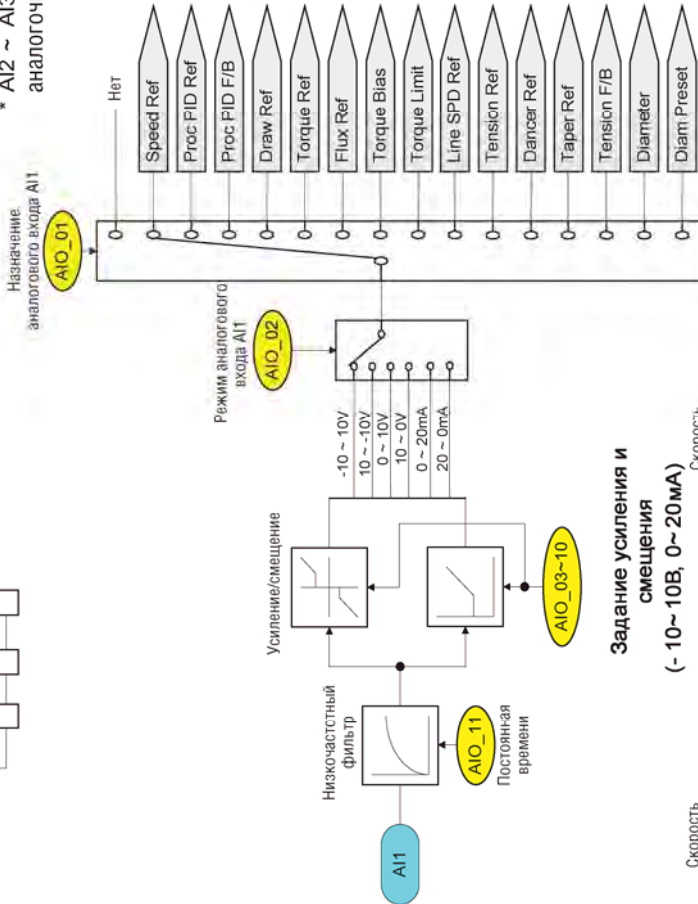 * AI2 ~ AI3
аналогоч
Назначение
аналогового входа AI1
AIO_01
Нет
Speed Ref
Proc PID Ref
Proc PID F/B
Draw Ref
Torque Ref
Flux Ref
Torque Bias
Torque Limit
Line SPD Ref
Tension Ref
Dancer Ref
Taper Ref
Tension F/B
Diameter
Diam Preset
Режим аналогового
входа AI1
AIO_02
-10 ~ 10V
10 ~ -10V
0 ~ 10V
10 ~ 0V
0 ~ 20mA
20 ~ 0mA
Усиление/смещение
Низкочастотный
фильтр
AI1
AIO_11
Постоянная
времени
AIO_03~10
Задание усиления и
смещения
(- 10~ 10В, 0~ 20мА)
Скорость
Скорость